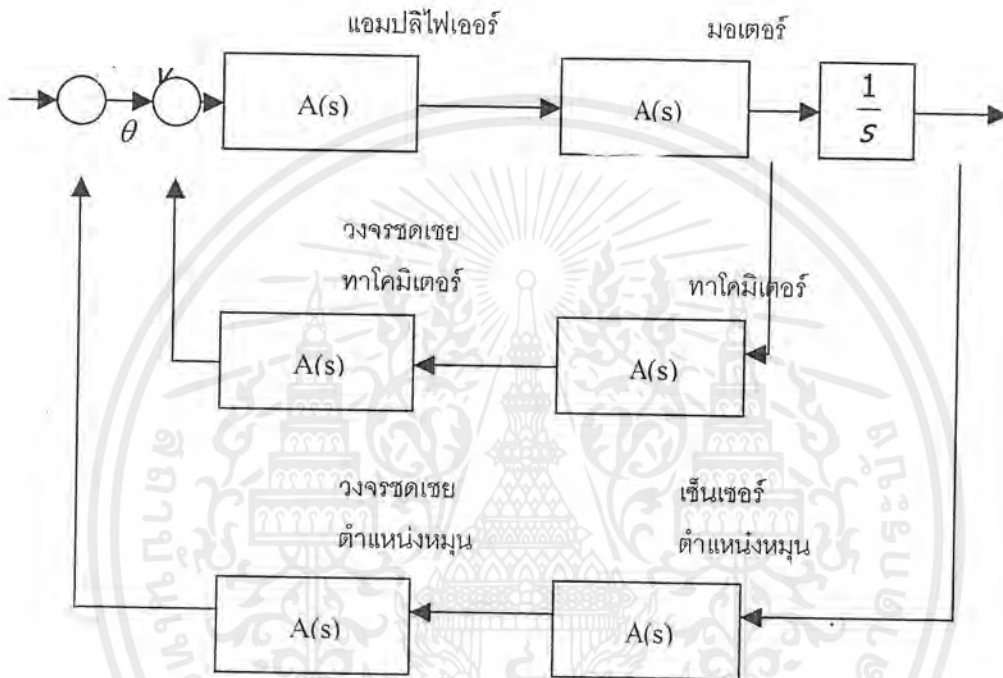 แอมปลิไฟเออร์
มอเตอร์
γ
θ
A(s)
A(s)
1
s
วงจรชดเชย
ทาโคมิเตอร์
ทาโคมิเตอร์
A(s)
A(s)
วงจรชดเชย
ตำแหน่งหมุน
เซ็นเซอร์
ตำแหน่งหมุน
A(s)
A(s)